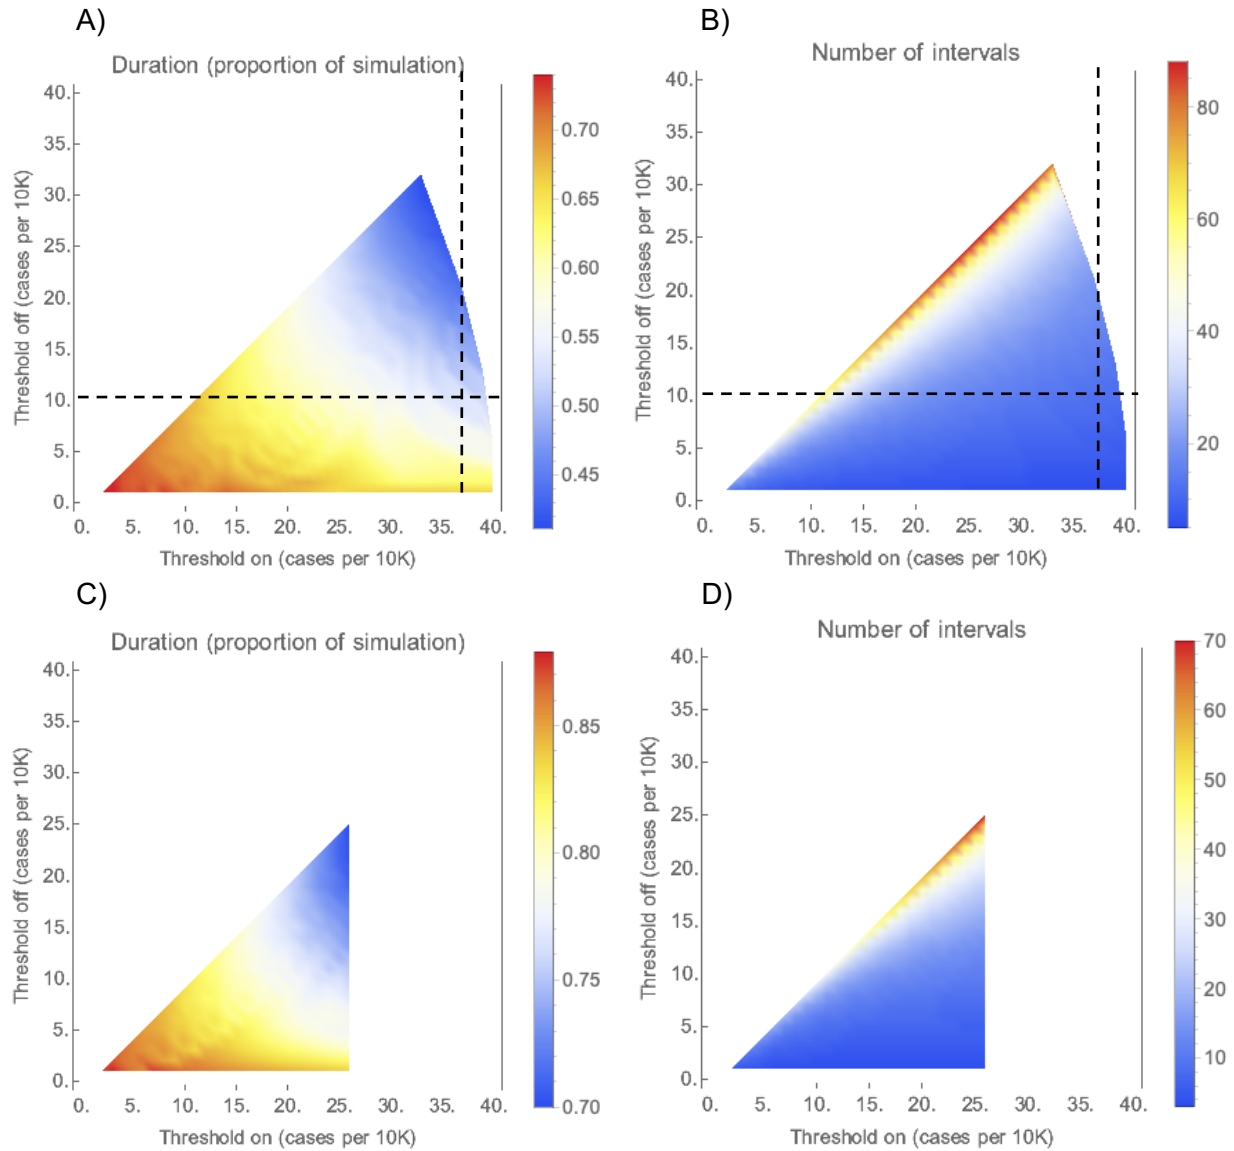 A)
Duration (proportion of simulation)
Threshold off (cases per 10K)
40.
35.
30.
25.
20.
15.
10.
5.
0.
0. 5. 10. 15. 20. 25. 30. 35. 40.
Threshold on (cases per 10K)
0.70
0.65
0.60
0.55
0.50
0.45
B)
Number of intervals
Threshold off (cases per 10K)
40.
35.
30.
25.
20.
15.
10.
5.
0.
0. 5. 10. 15. 20. 25. 30. 35. 40.
Threshold on (cases per 10K)
80
60
40
20
C)
Duration (proportion of simulation)
Threshold off (cases per 10K)
40.
35.
30.
25.
20.
15.
10.
5.
0.
0. 5. 10. 15. 20. 25. 30. 35. 40.
Threshold on (cases per 10K)
0.85
0.80
0.75
0.70
D)
Number of intervals
Threshold off (cases per 10K)
40.
35.
30.
25.
20.
15.
10.
5.
0.
0. 5. 10. 15. 20. 25. 30. 35. 40.
Threshold on (cases per 10K)
70
60
50
40
30
20
10